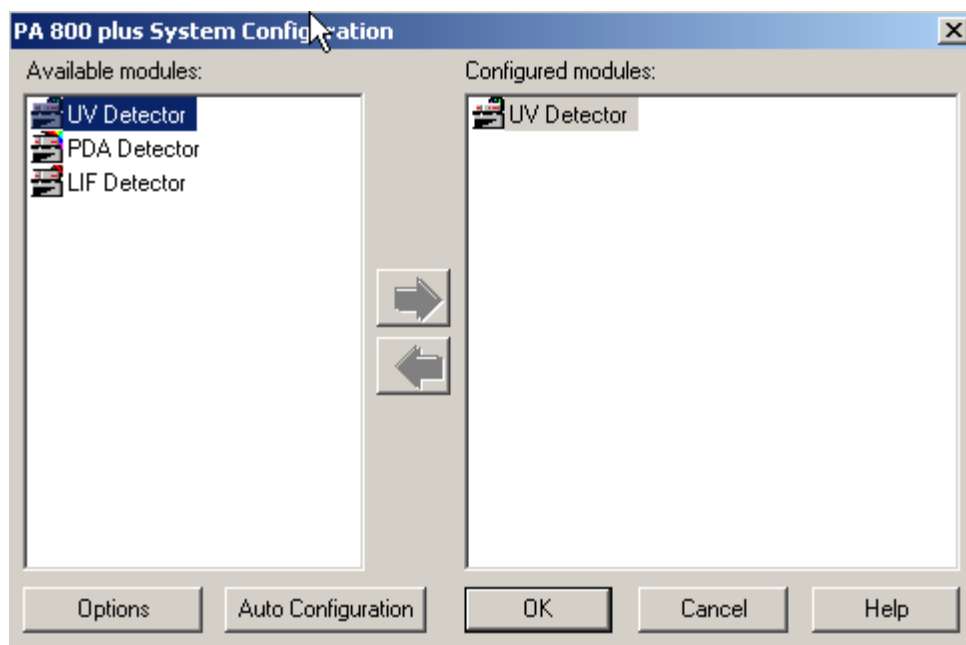 PA 800 plus System Configuration
Available modules:
UV Detector
PDA Detector
LIF Detector
Configured modules:
UV Detector
Options
Auto Configuration
OK
Cancel
Help